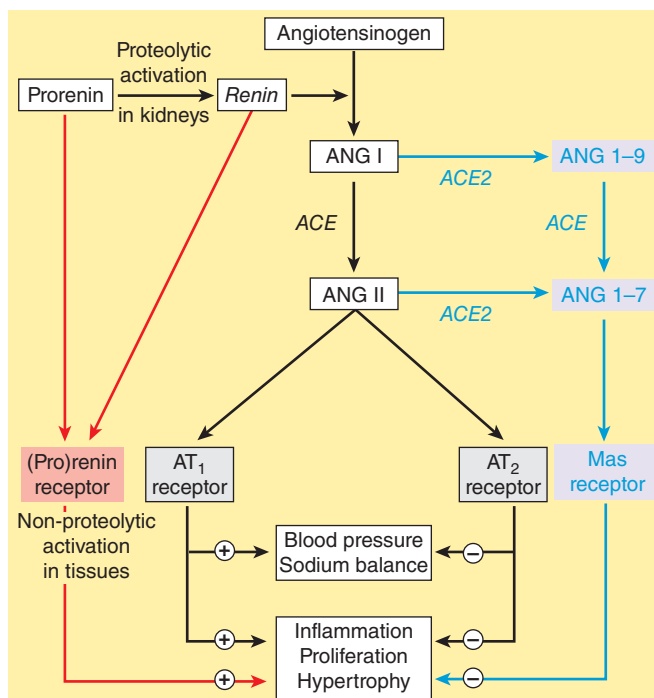 Angiotensinogen
Proteolytic
activation
in kidneys
Prorenin
Renin
ANG I
ACE2
ANG 1–9
ACE
ACE
ANG II
ACE2
ANG 1–7
(Pro)renin
receptor
AT1
receptor
AT2
receptor
Mas
receptor
Non-proteolytic
activation
in tissues
+
Blood pressure
Sodium balance
−
+
Inflammation
Proliferation
Hypertrophy
−
+
−